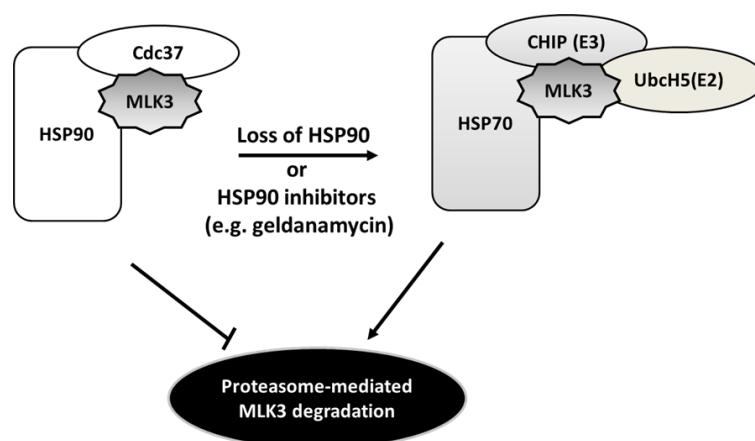 Cdc37
MLK3
HSP90
Loss of HSP90
or
HSP90 inhibitors
(e.g. geldanamycin)
CHIP (E3)
UbcH5(E2)
MLK3
HSP70
Proteasome-mediated
MLK3 degradation